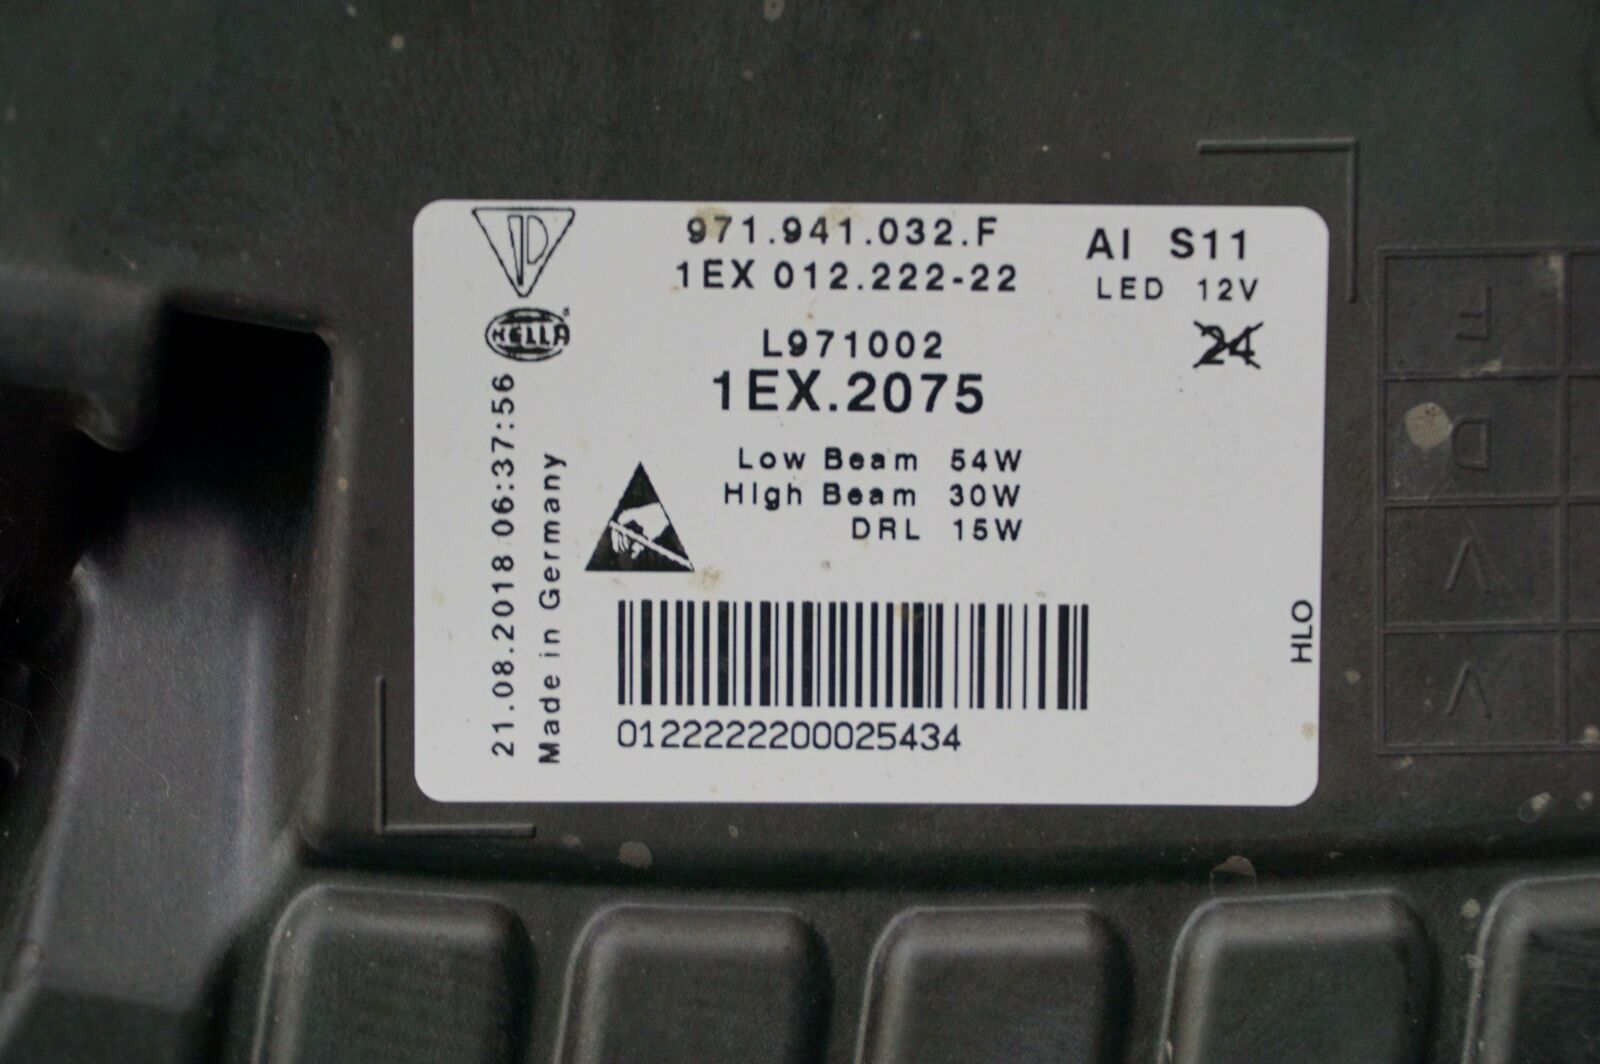 971.941.032.F
1EX 012.222-22
AI S11
LED 12V
24
HELLA
L971002
1EX.2075
Low Beam 54W
High Beam 30W
DRL 15W
21.08.2018 06:37:56
Made in Germany
0122222200025434
HLO
F
D
V
V